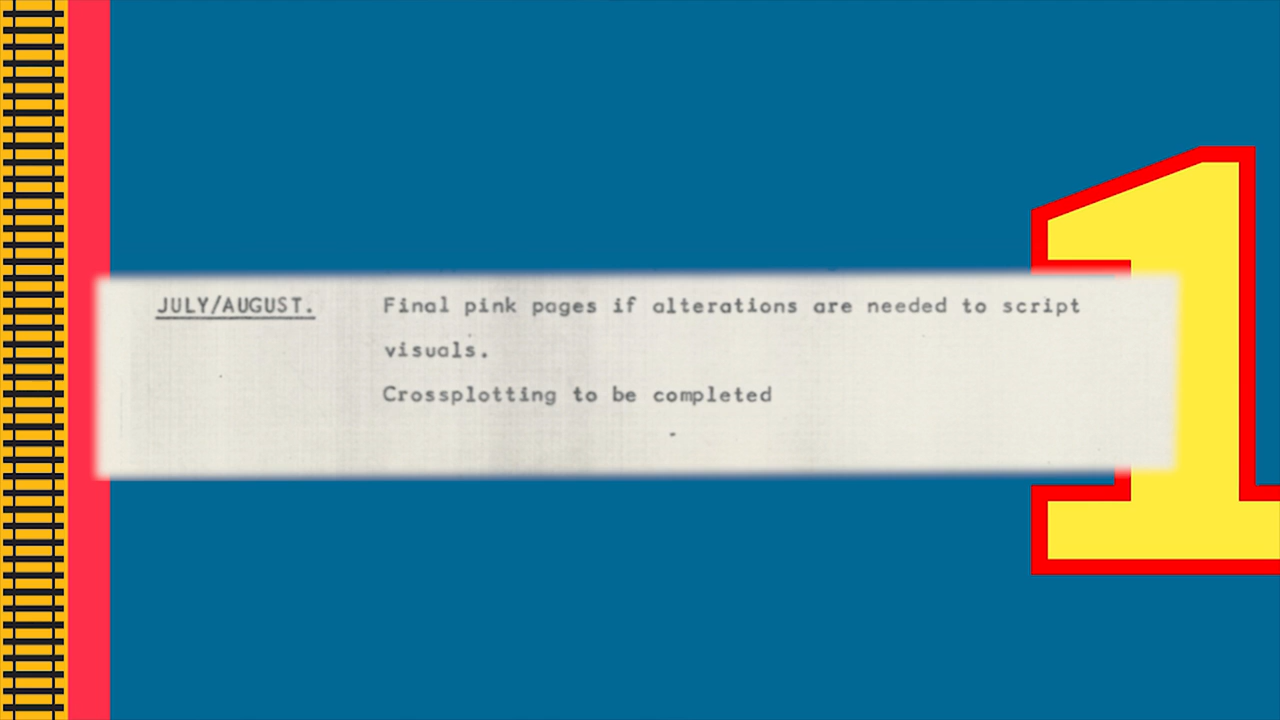 JULY/AUGUST. Final pink pages if alterations are needed to script
visuals.
Crossplotting to be completed
1